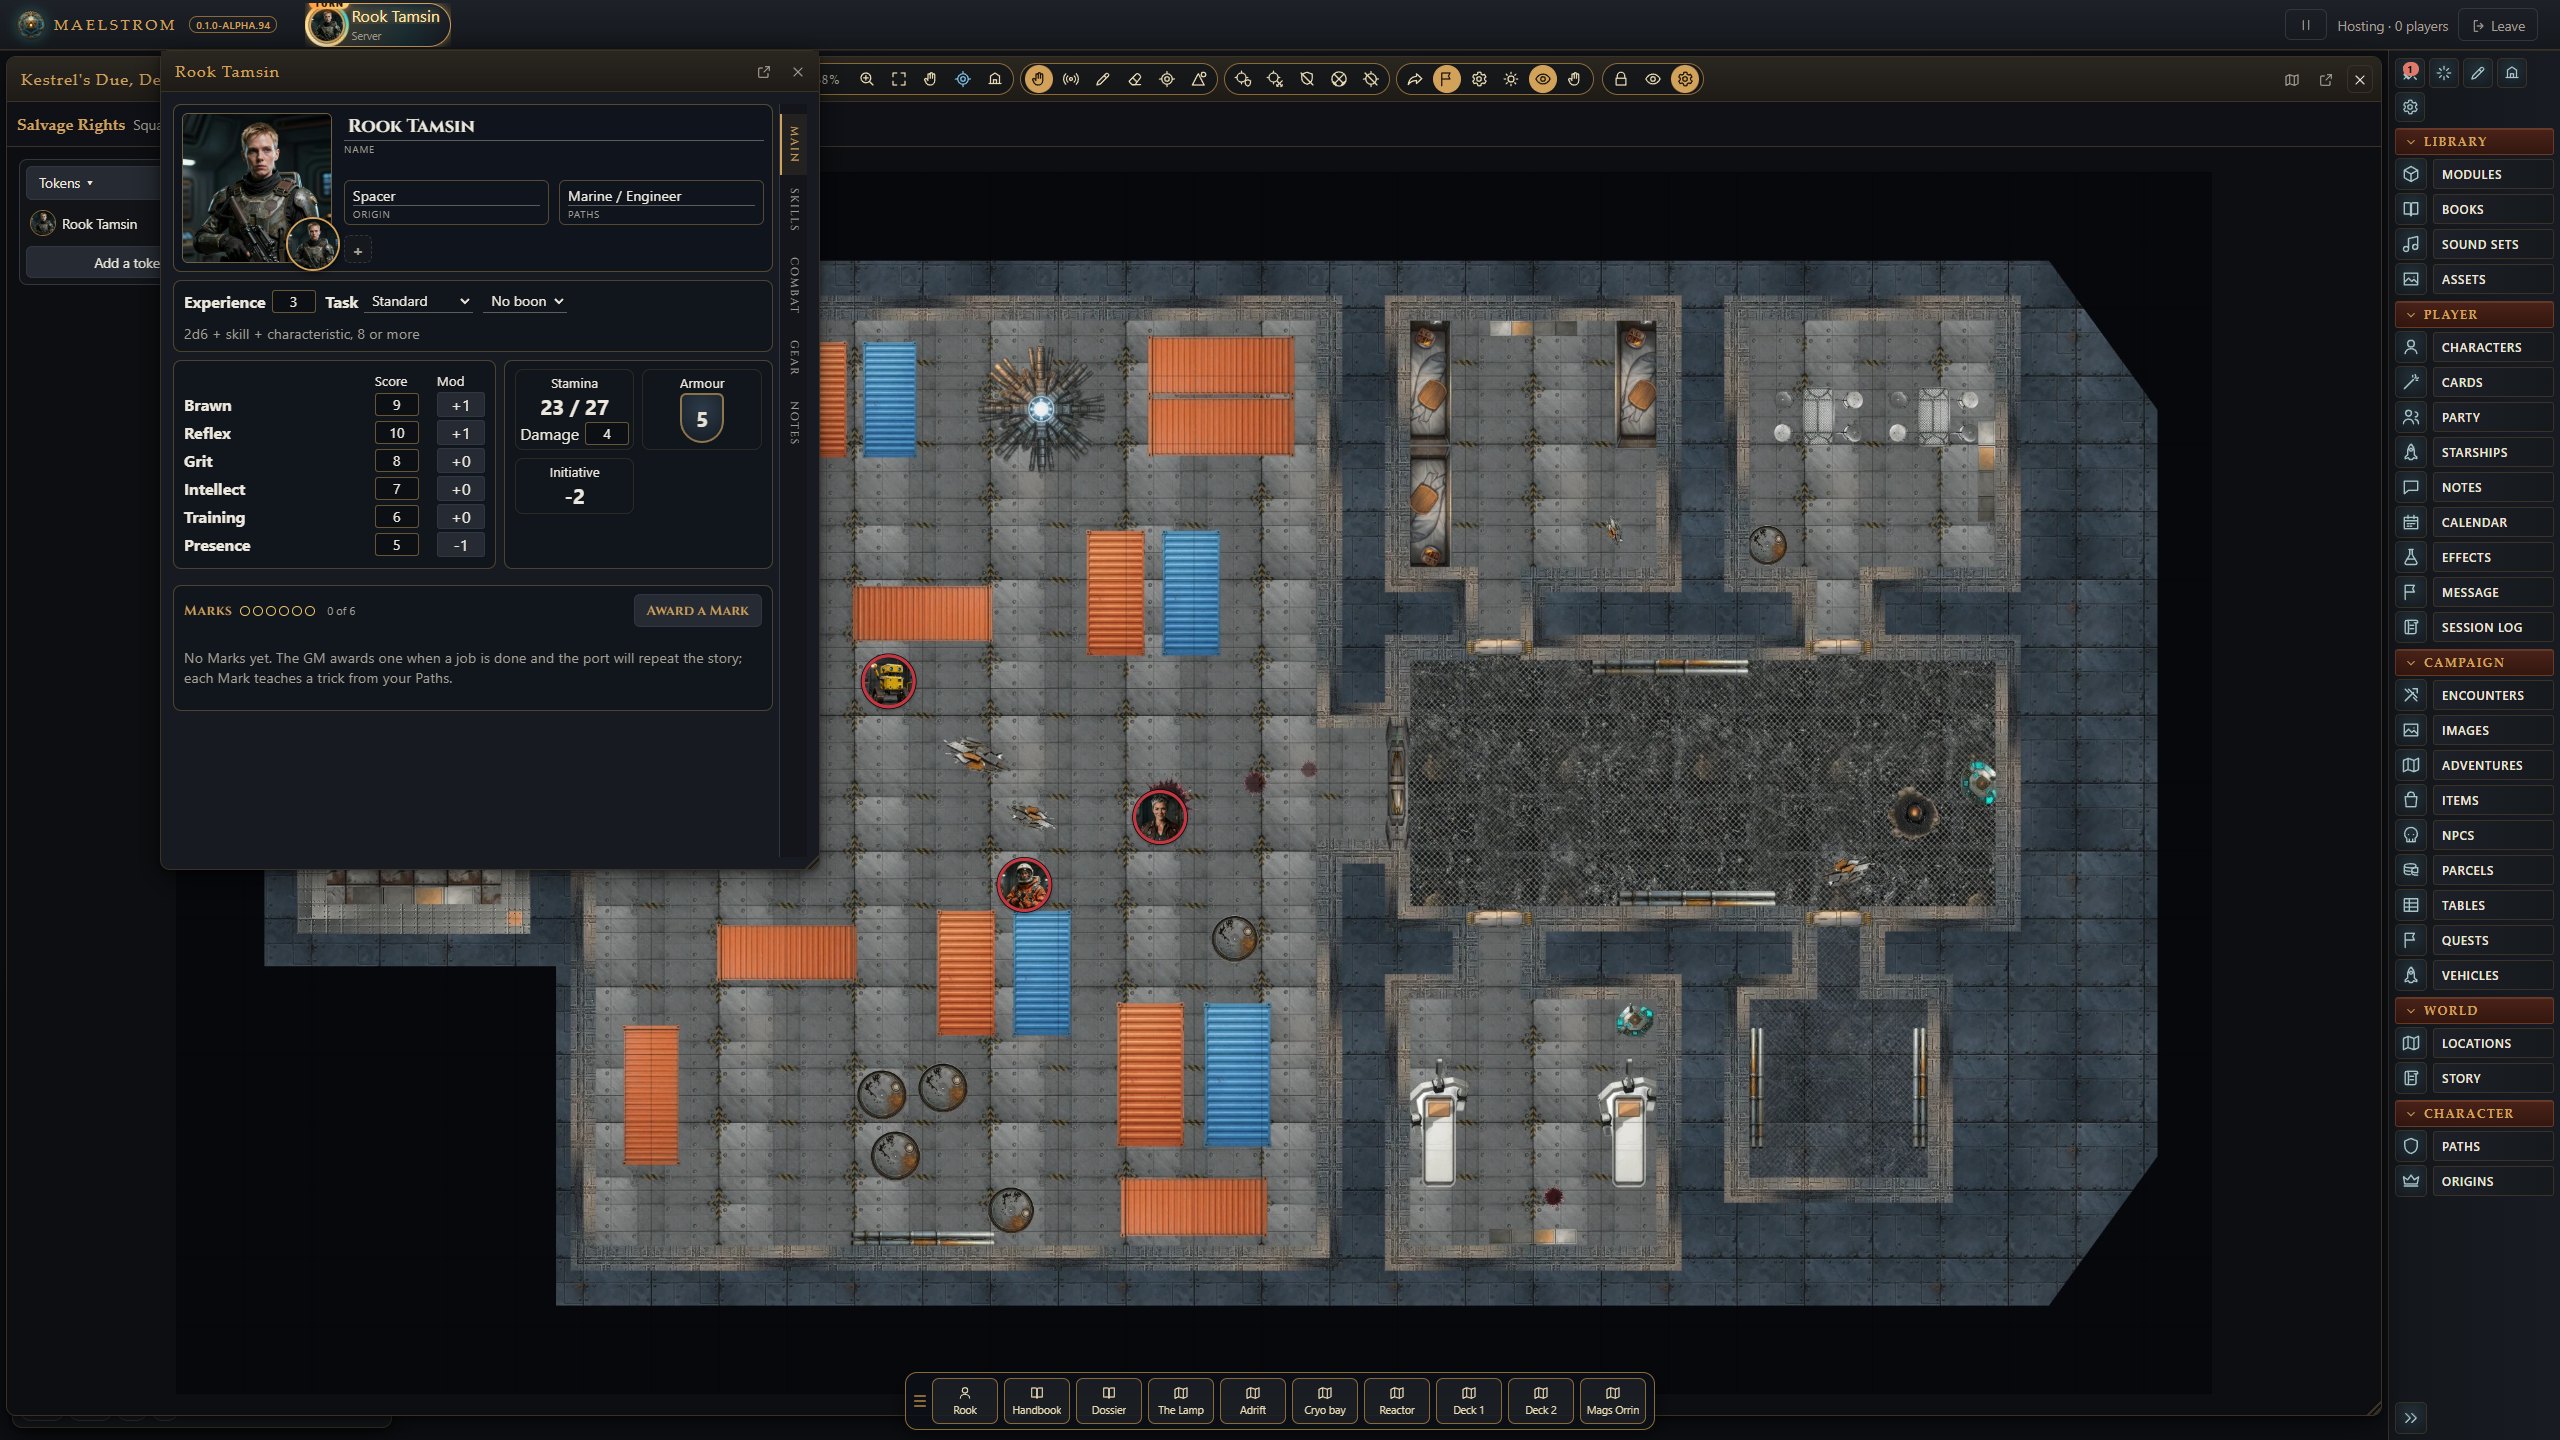 MAELSTROM
0.1.0-ALPHA.94
Rook Tamsin
Server
Hosting · 0 players
Leave
Kestrel's Due, De
Salvage Rights Squa
Tokens
Rook Tamsin
Add a toke
Rook Tamsin
ROOK TAMSIN
NAME
Spacer
ORIGIN
Marine / Engineer
PATHS
+
MAIN
SKILLS
COMBAT
GEAR
NOTES
Experience 3 Task Standard No boon
2d6 + skill + characteristic, 8 or more
Score Mod
Brawn 9 +1
Reflex 10 +1
Grit 8 +0
Intellect 7 +0
Training 6 +0
Presence 5 -1
Stamina
23 / 27
Damage 4
Armour
5
Initiative
-2
MARKS 0 of 6
AWARD A MARK
No Marks yet. The GM awards one when a job is done and the port will repeat the story;
each Mark teaches a trick from your Paths.
8%
1
LIBRARY
MODULES
BOOKS
SOUND SETS
ASSETS
PLAYER
CHARACTERS
CARDS
PARTY
STARSHIPS
NOTES
CALENDAR
EFFECTS
MESSAGE
SESSION LOG
CAMPAIGN
ENCOUNTERS
IMAGES
ADVENTURES
ITEMS
NPCS
PARCELS
TABLES
QUESTS
VEHICLES
WORLD
LOCATIONS
STORY
CHARACTER
PATHS
ORIGINS
Rook
Handbook
Dossier
The Lamp
Adrift
Cryo bay
Reactor
Deck 1
Deck 2
Mags Orrin